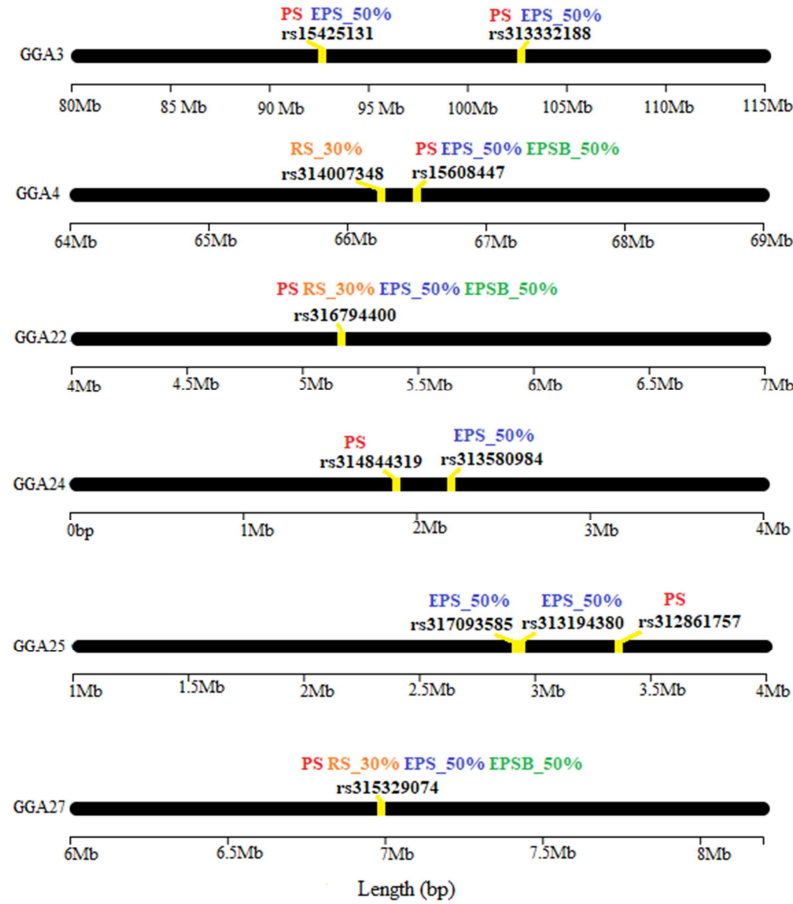 PS EPS_50% PS EPS_50%
rs15425131 rs313332188
GGA3
80Mb 85 Mb 90 Mb 95 Mb 100Mb 105Mb 110Mb 115Mb
RS_30% PS EPS_50% EPSB_50%
rs314007348 rs15608447
GGA4
64Mb 65Mb 66Mb 67Mb 68Mb 69Mb
PS RS_30% EPS_50% EPSB_50%
rs316794400
GGA22
4Mb 4.5Mb 5Mb 5.5Mb 6Mb 6.5Mb 7Mb
PS EPS_50%
rs314844319 rs313580984
GGA24
0bp 1Mb 2Mb 3Mb 4Mb
EPS_50% EPS_50% PS
rs317093585 rs313194380 rs312861757
GGA25
1Mb 1.5Mb 2Mb 2.5Mb 3Mb 3.5Mb 4Mb
PS RS_30% EPS_50% EPSB_50%
rs315329074
GGA27
6Mb 6.5Mb 7Mb 7.5Mb 8Mb
Length (bp)